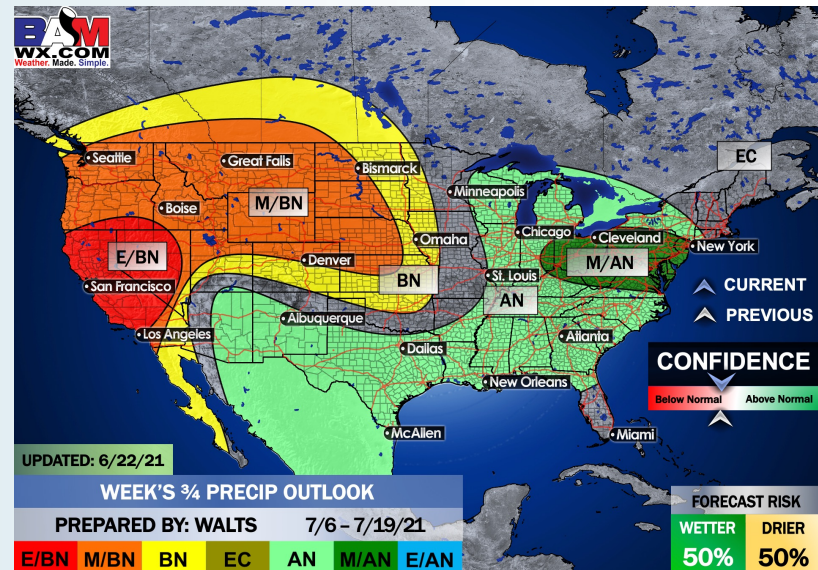 BAM
WX.COM
Weather. Made. Simple.
EC
Seattle
Great Falls
Bismarck
Minneapolis
M/BN
Boise
Chicago
Cleveland
New York
Omaha
E/BN
Denver
M/AN
BN
St. Louis
San Francisco
AN
CURRENT
Albuquerque
PREVIOUS
Los Angeles
Atlanta
Dallas
CONFIDENCE
New Orleans
Below Normal
Above Normal
McAllen
Miami
UPDATED: 6/22/21
WEEK'S ¾ PRECIP OUTLOOK
PREPARED BY: WALTS 7/6 – 7/19/21
E/BN M/BN BN EC AN M/AN E/AN
FORECAST RISK
WETTER DRIER
50% 50%